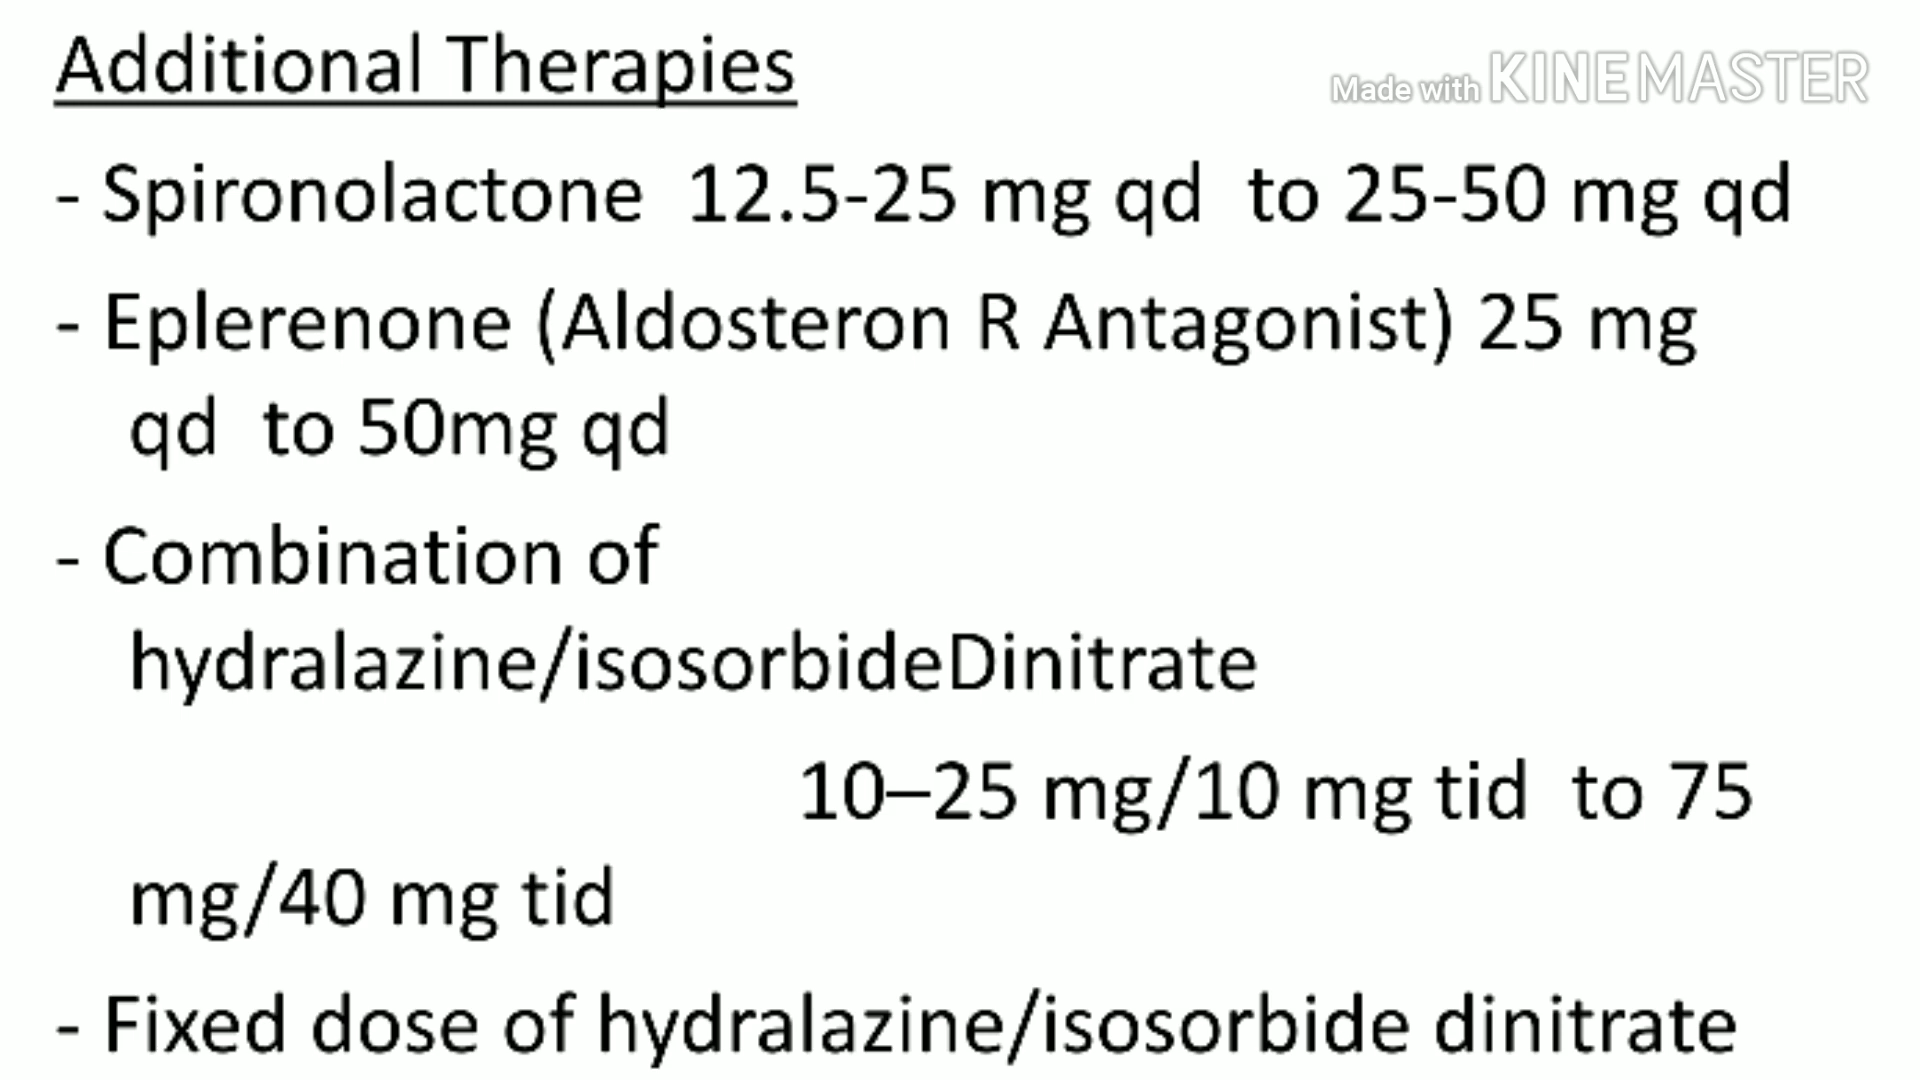 Additional Therapies
Made with KINEMASTER
- Spironolactone 12.5-25 mg qd to 25-50 mg qd
- Eplerenone (Aldosteron R Antagonist) 25 mg
qd to 50mg qd
- Combination of
hydralazine/isosorbideDinitrate
10–25 mg/10 mg tid to 75
mg/40 mg tid
- Fixed dose of hydralazine/isosorbide dinitrate